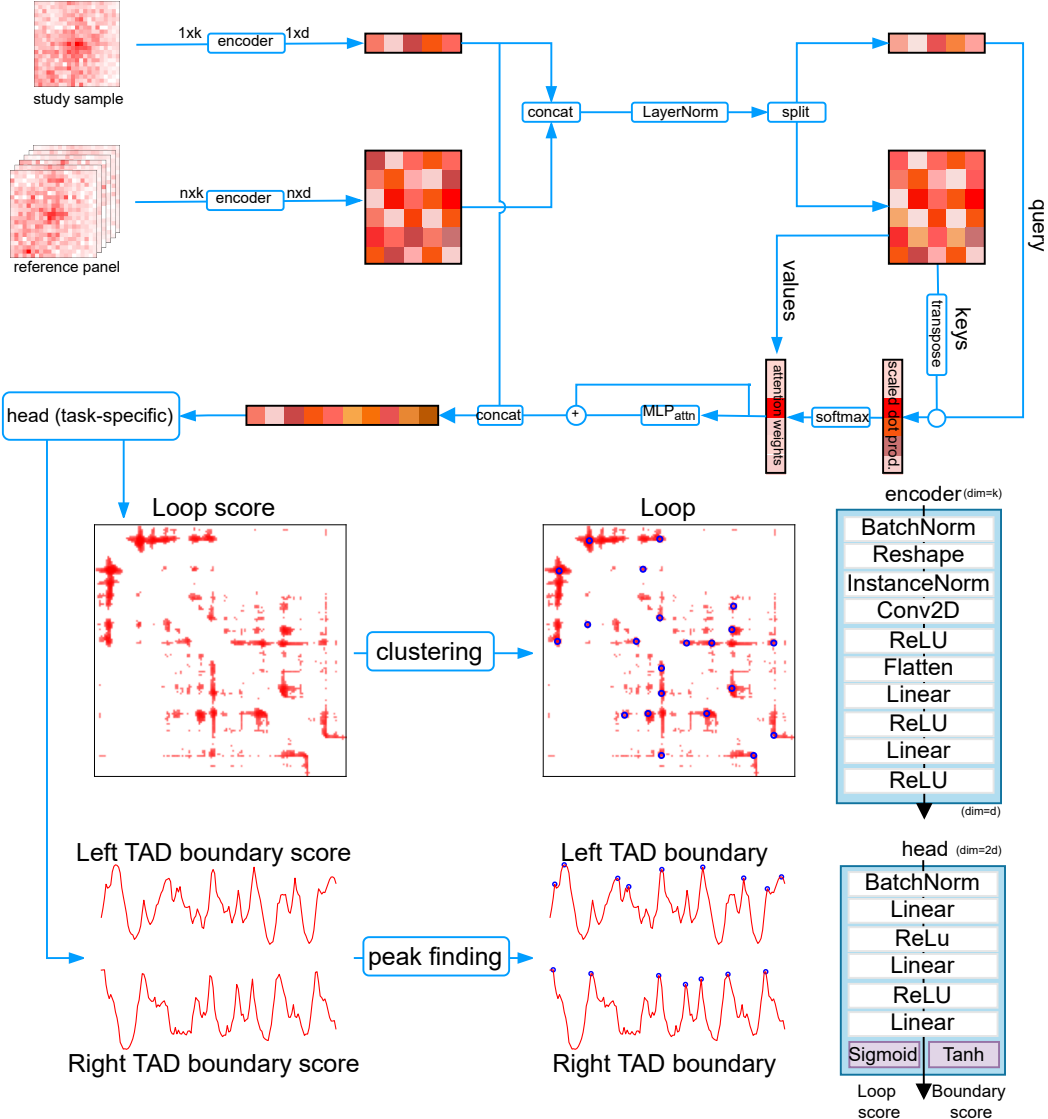 1xk
encoder
1xd
study sample
concat
LayerNorm
split
nxk
encoder
nxd
reference panel
query
values
keys
transpose
head (task-specific)
concat
+
MLPattn
attention weights
softmax
scaled dot prod.
Loop score
Loop
clustering
encoder (dim=k)
BatchNorm
Reshape
InstanceNorm
Conv2D
ReLU
Flatten
Linear
ReLU
Linear
ReLU
(dim=d)
Left TAD boundary score
Left TAD boundary
peak finding
Right TAD boundary score
Right TAD boundary
head (dim=2d)
BatchNorm
Linear
ReLu
Linear
ReLU
Linear
Sigmoid
Tanh
Loop
score
Boundary
score